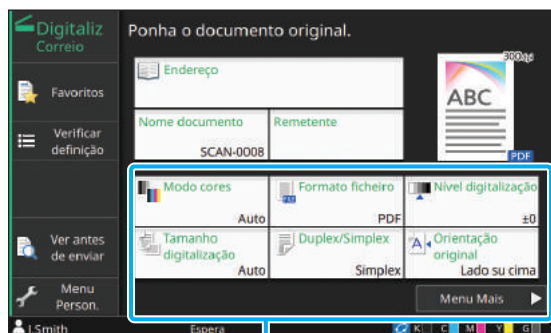 Digitaliz
Correio
Ponha o documento original.
Favoritos
Verificar
definição
Ver antes
de enviar
Menu
Person.
Endereço
Nome documento
SCAN-0008
Remetente
300dpi
ABC
PDF
Modo cores
Auto
Formato ficheiro
PDF
Nível digitalização
±0
Tamanho
digitalização
Auto
Duplex/Simplex
Simplex
Orientação
original
Lado su cima
Menu Mais
I.Smith
Espera
K C M Y G